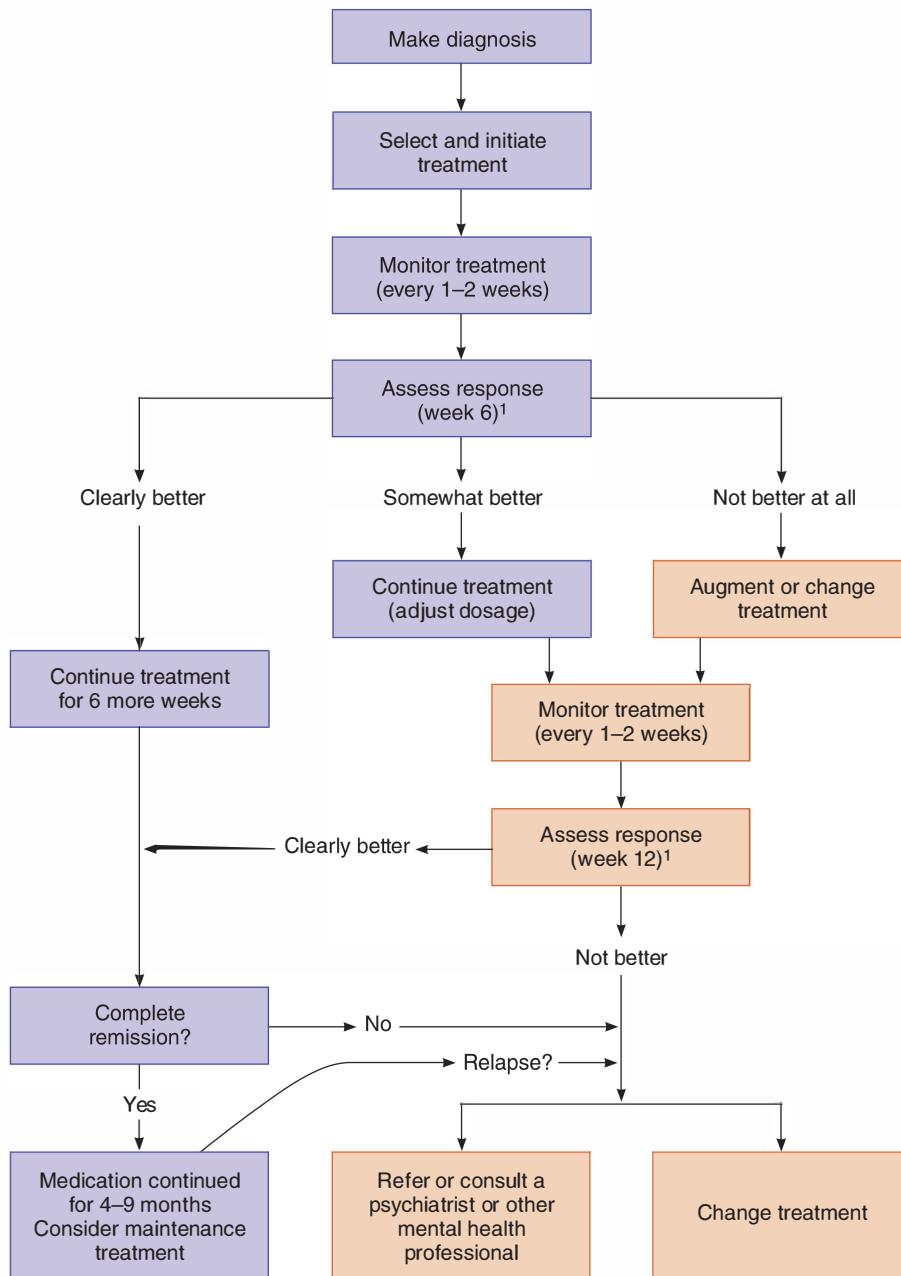 Make diagnosis
Select and initiate
treatment
Monitor treatment
(every 1–2 weeks)
Assess response
(week 6)¹
Clearly better
Somewhat better
Not better at all
Continue treatment
(adjust dosage)
Augment or change
treatment
Continue treatment
for 6 more weeks
Monitor treatment
(every 1–2 weeks)
Assess response
(week 12)¹
Clearly better
Not better
Complete
remission?
No
Relapse?
Yes
Medication continued
for 4–9 months
Consider maintenance
treatment
Refer or consult a
psychiatrist or other
mental health
professional
Change treatment